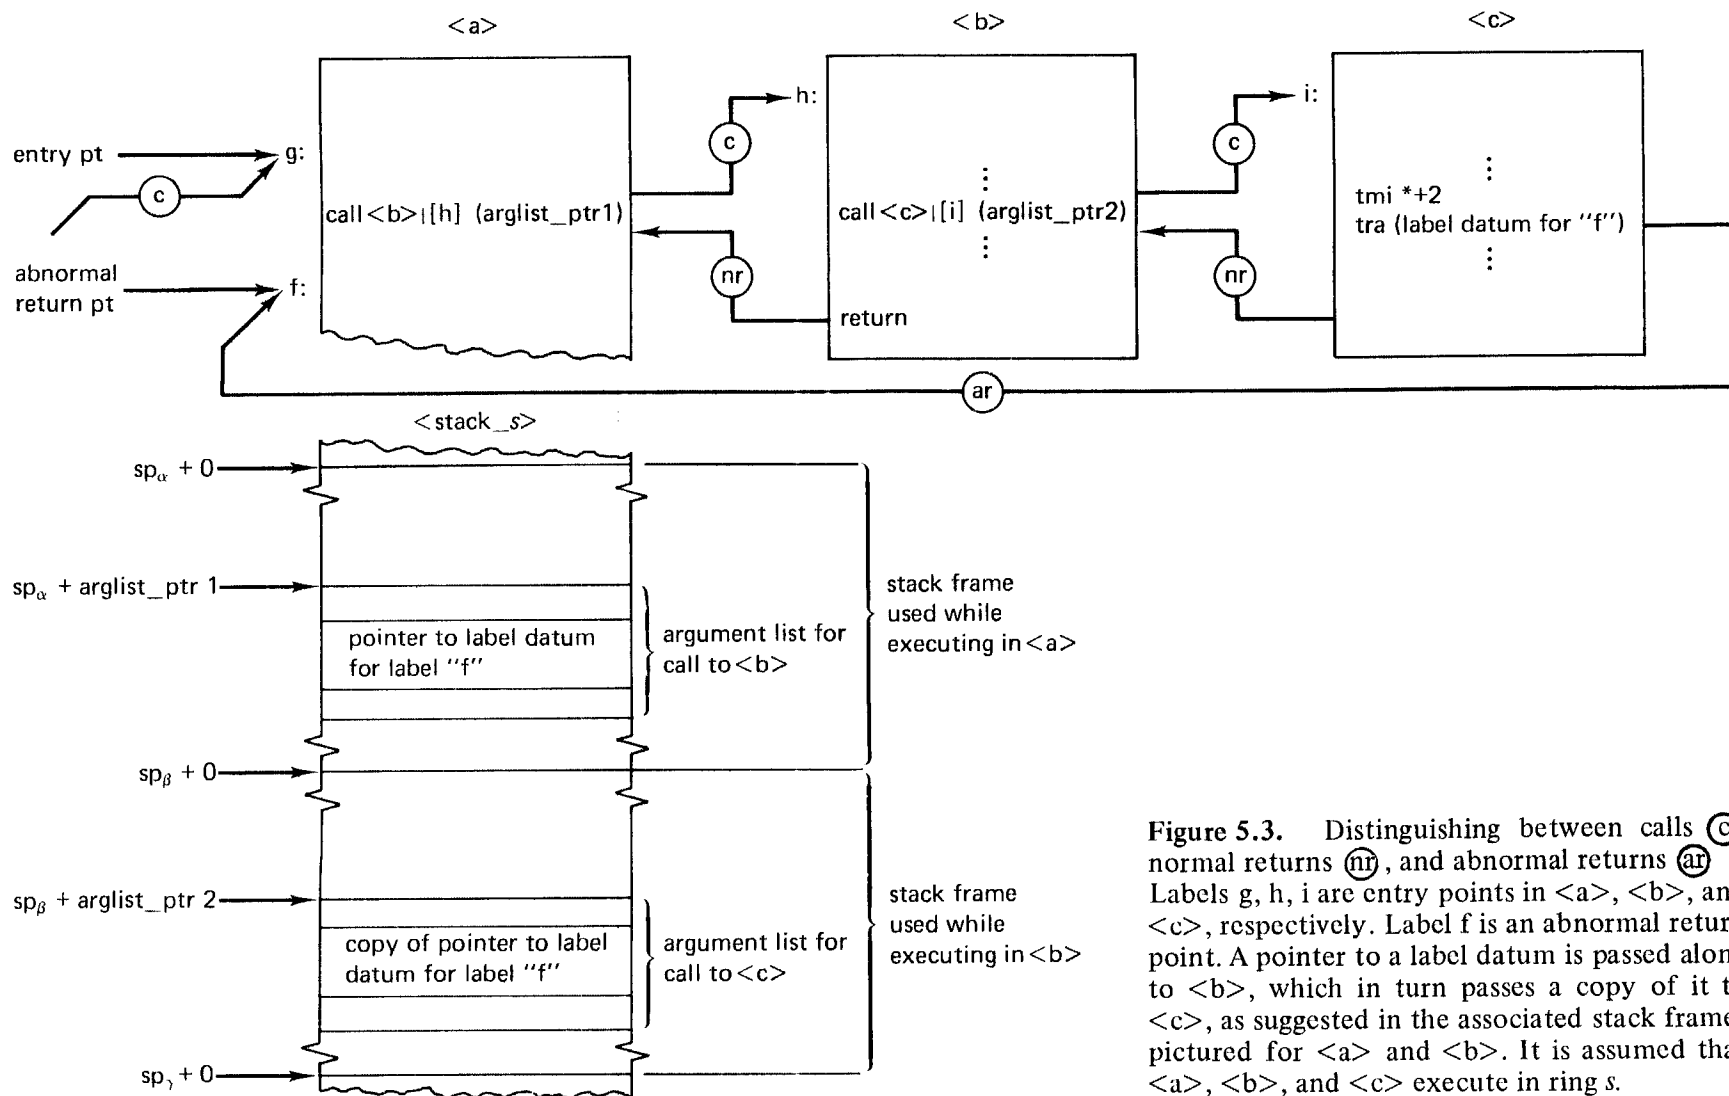 <a>
<b>
<c>
entry pt
g:
c
abnormal
return pt
f:
call<b>|[h] (arglist_ptr1)
c
h:
nr
⋮
call<c>|[i] (arglist_ptr2)
⋮
return
c
i:
nr
⋮
tmi *+2
tra (label datum for "f")
⋮
ar
<stack_s>
spα + 0
spα + arglist_ptr 1
pointer to label datum
for label "f"
argument list for
call to<b>
stack frame
used while
executing in<a>
spβ + 0
spβ + arglist_ptr 2
copy of pointer to label
datum for label "f"
argument list for
call to<c>
stack frame
used while
executing in<b>
spγ + 0
Figure 5.3. Distinguishing between calls c
normal returns nr, and abnormal returns ar
Labels g, h, i are entry points in <a>, <b>, an
<c>, respectively. Label f is an abnormal retur
point. A pointer to a label datum is passed alon
to <b>, which in turn passes a copy of it t
<c>, as suggested in the associated stack frame
pictured for <a> and <b>. It is assumed tha
<a>, <b>, and <c> execute in ring s.